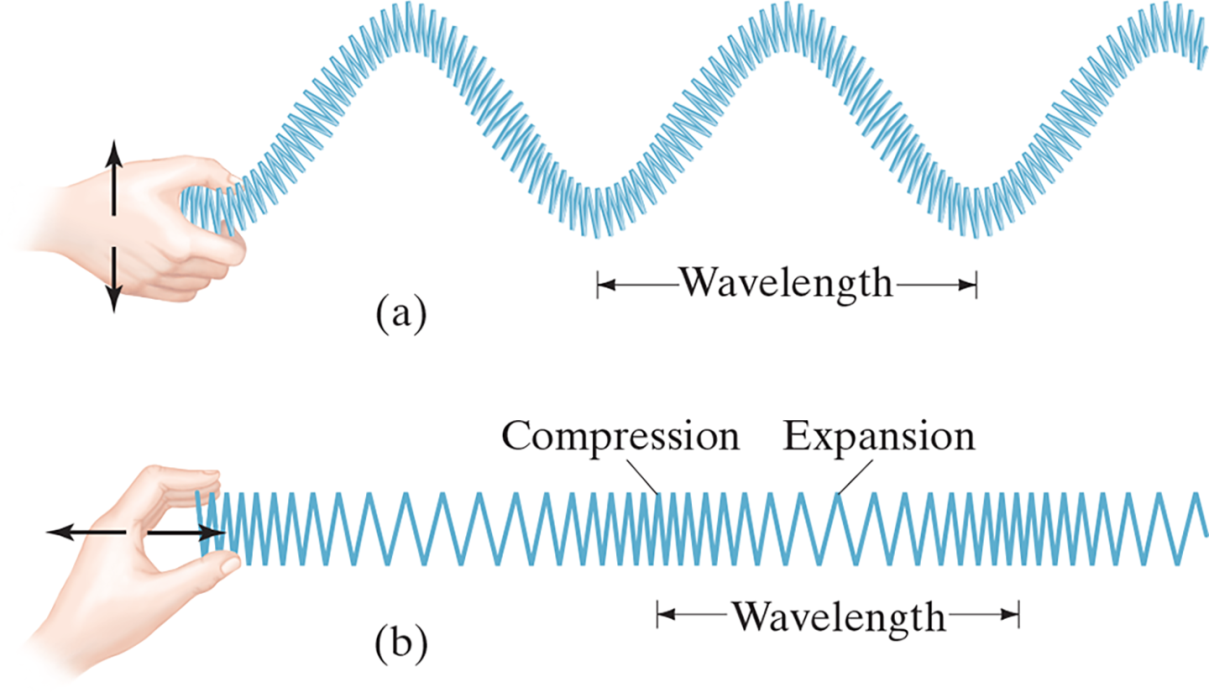 Wavelength
(a)
Compression Expansion
Wavelength
(b)